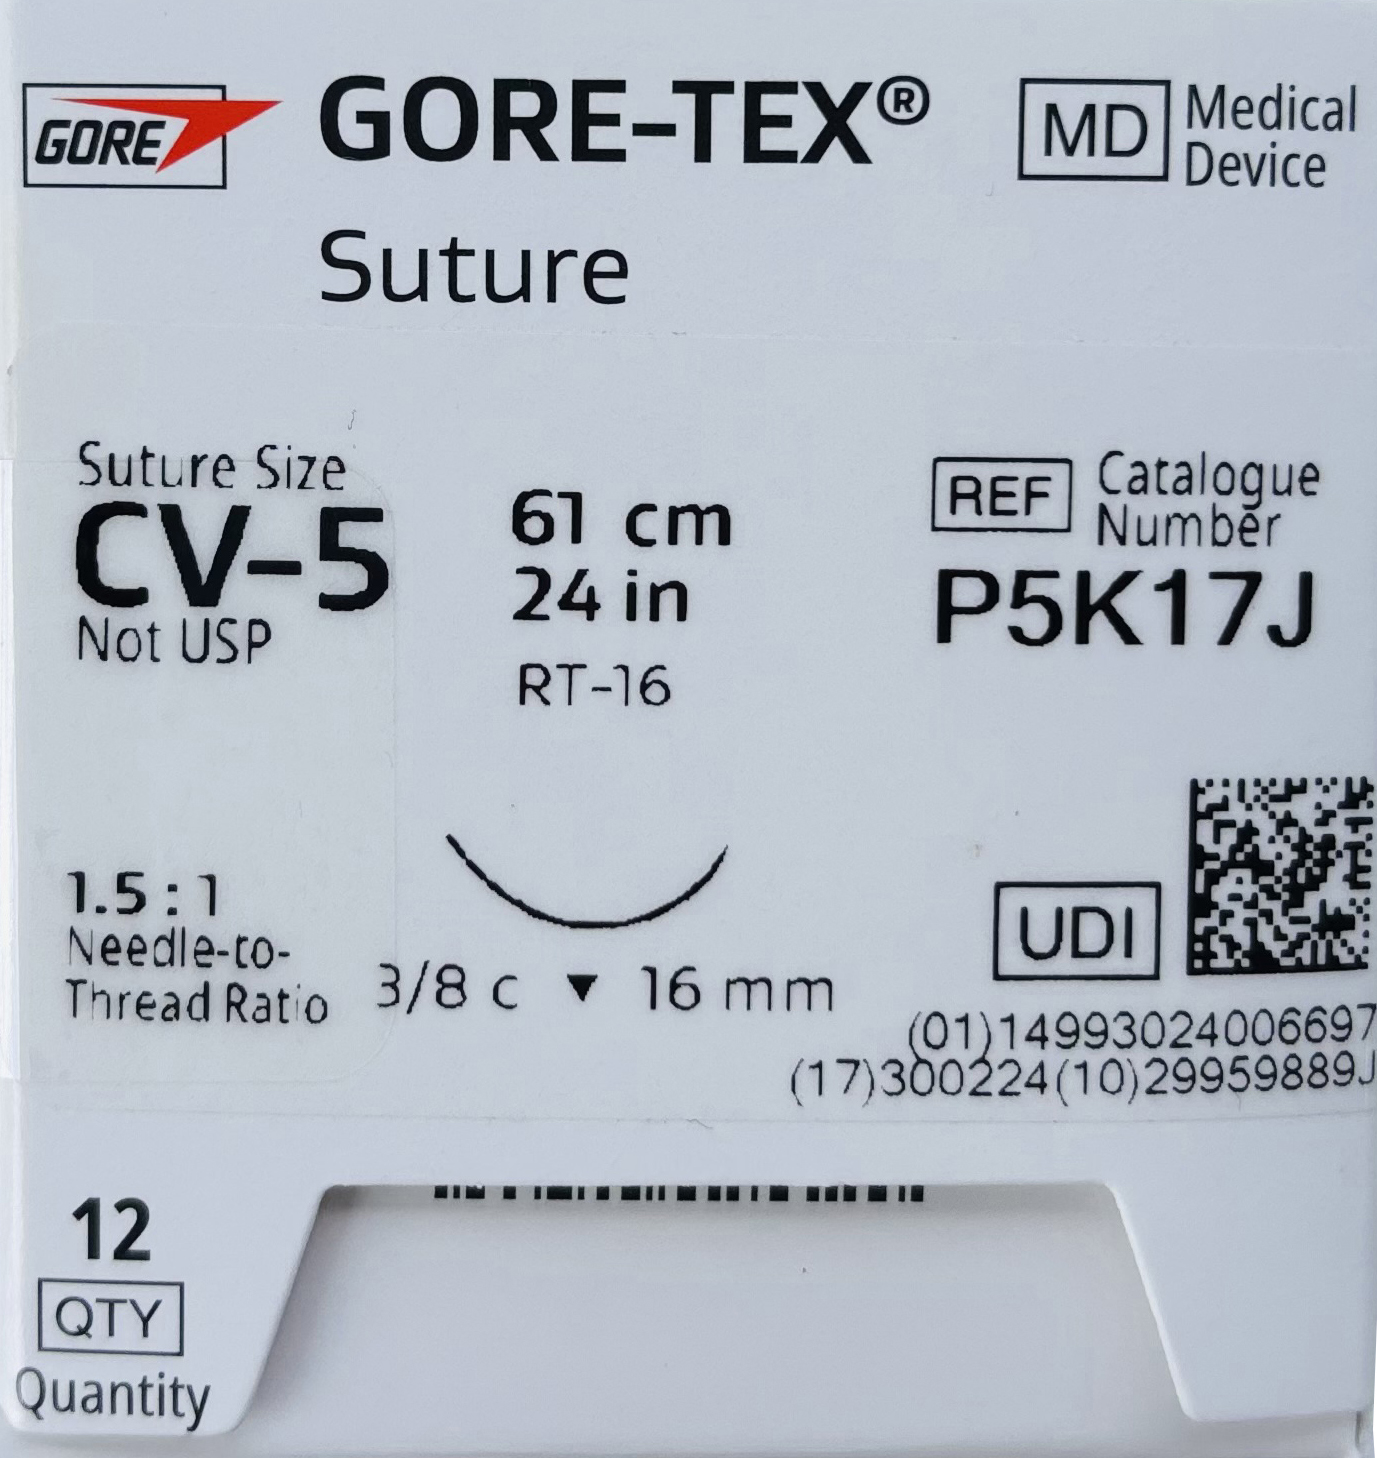 GORE
GORE-TEX®
Suture
MD
Medical
Device
Suture Size
CV-5
Not USP
61 cm
24 in
RT-16
REF
Catalogue
Number
P5K17J
1.5 : 1
Needle-to-
Thread Ratio
3/8 c ▼ 16 mm
UDI
(01)14993024006697
(17)300224(10)29959889J
12
QTY
Quantity